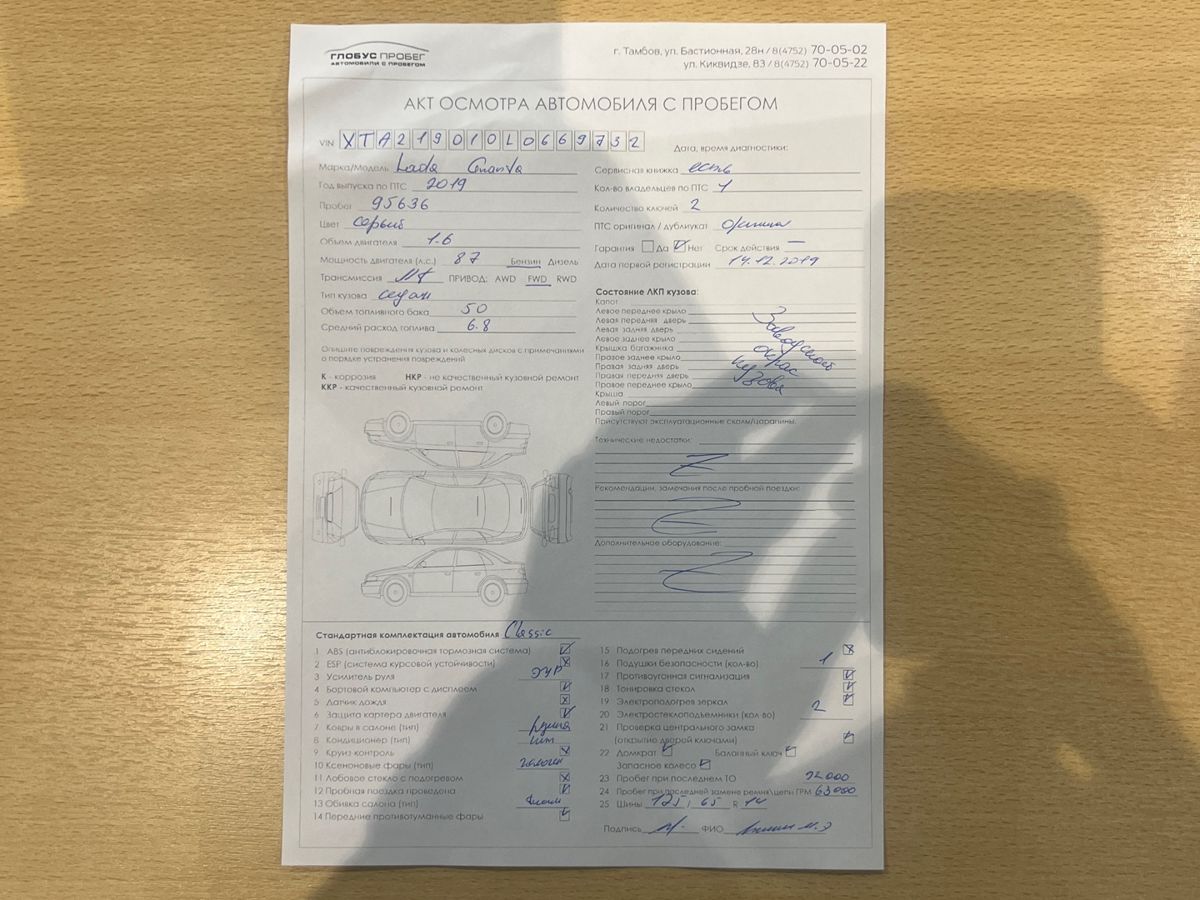 ГЛОБУС ПРОБЕГ
АВТОМОБИЛИ С ПРОБЕГОМ
г. Тамбов, ул. Бастионная, 28н / 8(4752) 70-05-02
ул. Киквидзе, 83 / 8(4752) 70-05-22
АКТ ОСМОТРА АВТОМОБИЛЯ С ПРОБЕГОМ
VIN XTA219010L0669732
Марка/Модель Lada Granta
Год выпуска по ПТС 2019
Пробег 95636
Цвет серый
Объем двигателя 1.6
Мощность двигателя (л.с.) 87 Бензин Дизель
Трансмиссия МТ ПРИВОД: AWD FWD RWD
Тип кузова седан
Объем топливного бака 50
Средний расход топлива 6.8
Опишите повреждения кузова и колесных дисков с примечаниями
о порядке устранения повреждений
К - коррозия НКР - не качественный кузовной ремонт
ККР - качественный кузовной ремонт
Дата, время диагностики:
Сервисная книжка есть
Кол-во владельцев по ПТС 1
Количество ключей 2
ПТС оригинал / дубликат
Гарантия Да Нет Срок действия —
Дата первой регистрации 14.12.2019
Состояние ЛКП кузова:
Капот
Левое переднее крыло
Левая передняя дверь
Левая задняя дверь
Левое заднее крыло
Крышка багажника
Правое заднее крыло
Правая задняя дверь
Правая передняя дверь
Правое переднее крыло
Крыша
Левый порог
Правый порог
Заводской
окрас
кузова
Присутствуют эксплуатационные сколы/царапины.
Технические недостатки:
Рекомендации, замечания после пробной поездки:
Дополнительное оборудование:
Стандартная комплектация автомобиля Classic
1 ABS (антиблокировочная тормозная система)
2 ESP (система курсовой устойчивости)
3 Усилитель руля ЭУР
4 Бортовой компьютер с дисплеем
5 Датчик дождя
6 Защита картера двигателя
7 Ковры в салоне (тип) резина
8 Кондиционер (тип)
9 Круиз контроль
10 Ксеноновые фары (тип) галоген
11 Лобовое стекло с подогревом
12 Пробная поездка проведена
13 Обивка салона (тип)
14 Передние противотуманные фары
15 Подогрев передних сидений
16 Подушки безопасности (кол-во) 1
17 Противоугонная сигнализация
18 Тонировка стекол
19 Электроподогрев зеркал
20 Электростеклоподъемники (кол во) 2
21 Проверка центрального замка
(открытие дверей ключами)
22 Домкрат Балонный ключ
Запасное колесо
23 Пробег при последнем ТО 92000
24 Пробег при последней замене ремня/цепи ГРМ 63000
25 Шины 175 / 65 R 14
Подпись ФИО